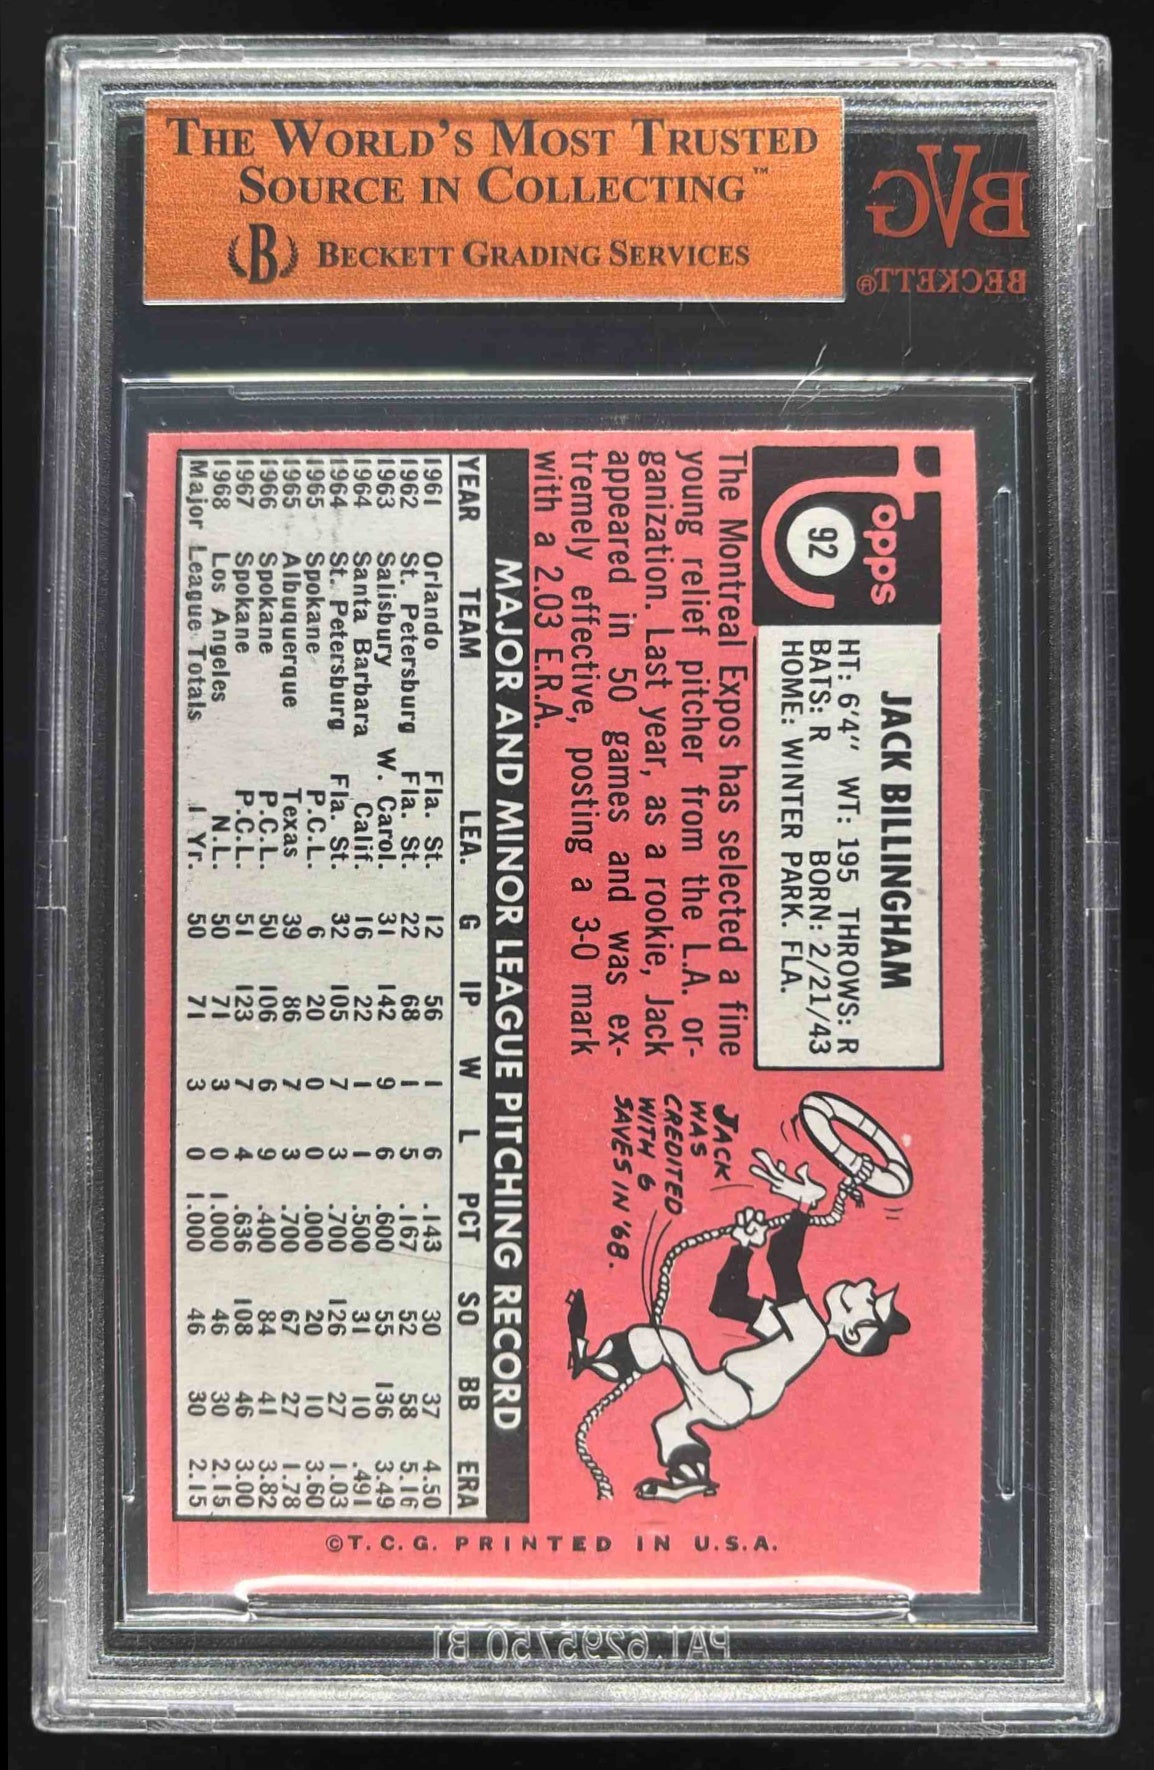 THE WORLD'S MOST TRUSTED
SOURCE IN COLLECTING™
B BECKETT GRADING SERVICES
BVG
BECKETT®
Topps
92
JACK BILLINGHAM
HT: 6'4" WT: 195 THROWS: R
BATS: R BORN: 2/21/43
HOME: WINTER PARK. FLA.
The Montreal Expos has selected a fine
young relief pitcher from the L.A. or-
ganization. Last year, as a rookie, Jack
appeared in 50 games and was ex-
tremely effective, posting a 3-0 mark
with a 2.03 E.R.A.
JACK
WAS
CREDITED
WITH 6
SAVES IN '68.
MAJOR AND MINOR LEAGUE PITCHING RECORD
YEAR TEAM LEA. G IP W L PCT SO BB ERA
1961 Orlando Fla. St. 12 56 1 6 .143 30 37 4.50
1962 St. Petersburg Fla. St. 22 68 1 5 .167 52 58 5.16
1963 Salisbury W. Carol. 31 142 9 6 .600 55 136 3.49
1964 Santa Barbara Calif. 16 22 1 1 .500 31 10 .491
1964 St. Petersburg Fla. St. 32 105 7 3 .700 126 27 1.03
1965 Spokane P.C.L. 6 20 0 0 .000 20 10 3.60
1965 Albuquerque Texas 39 86 7 3 .700 67 27 1.78
1966 Spokane P.C.L. 50 106 6 9 .400 84 41 3.82
1967 Spokane P.C.L. 51 123 7 4 .636 108 46 3.00
1968 Los Angeles N.L. 50 71 3 0 1.000 46 30 2.15
Major League Totals 1 Yr. 50 71 3 0 1.000 46 30 2.15
©T. C. G. PRINTED IN U.S.A.
PAT. 6295750 B1